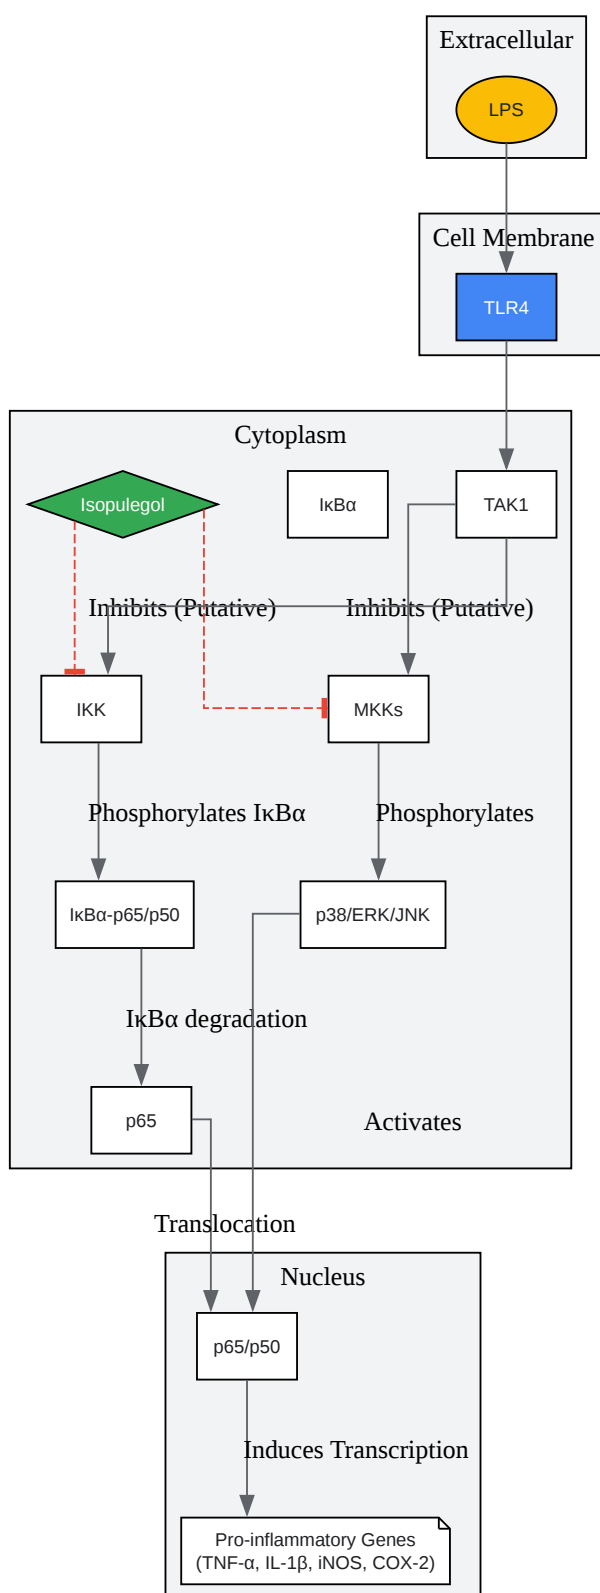 Extracellular
LPS
Cell Membrane
TLR4
Cytoplasm
Isopulegol
IκBα
TAK1
Inhibits (Putative)
Inhibits (Putative)
IKK
MKKs
Phosphorylates IκBα
Phosphorylates
IκBα-p65/p50
p38/ERK/JNK
IκBα degradation
p65
Activates
Translocation
Nucleus
p65/p50
Induces Transcription
Pro-inflammatory Genes
(TNF-α, IL-1β, iNOS, COX-2)